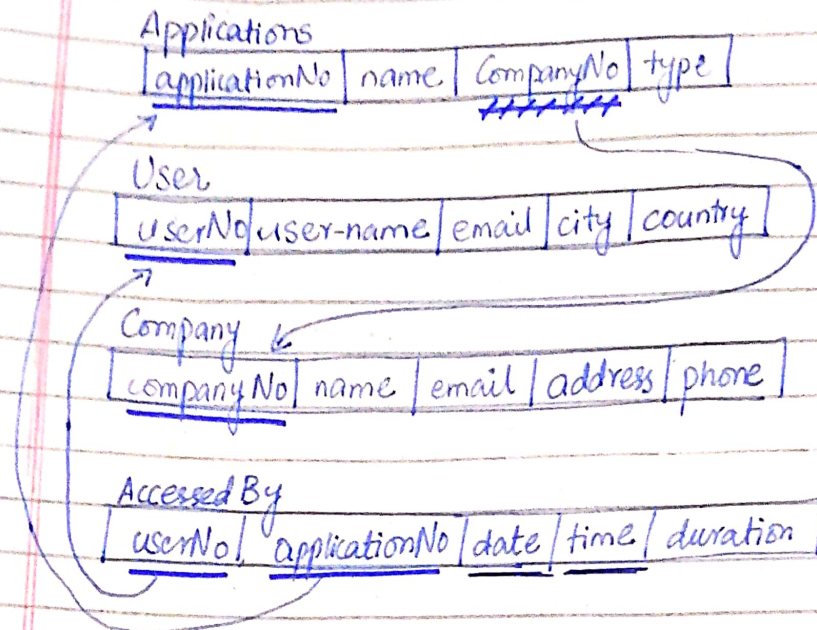 Applications
applicationNo name CompanyNo type
User
userNo user-name email city country
Company
companyNo name email address phone
Accessed By
userNo applicationNo date time duration